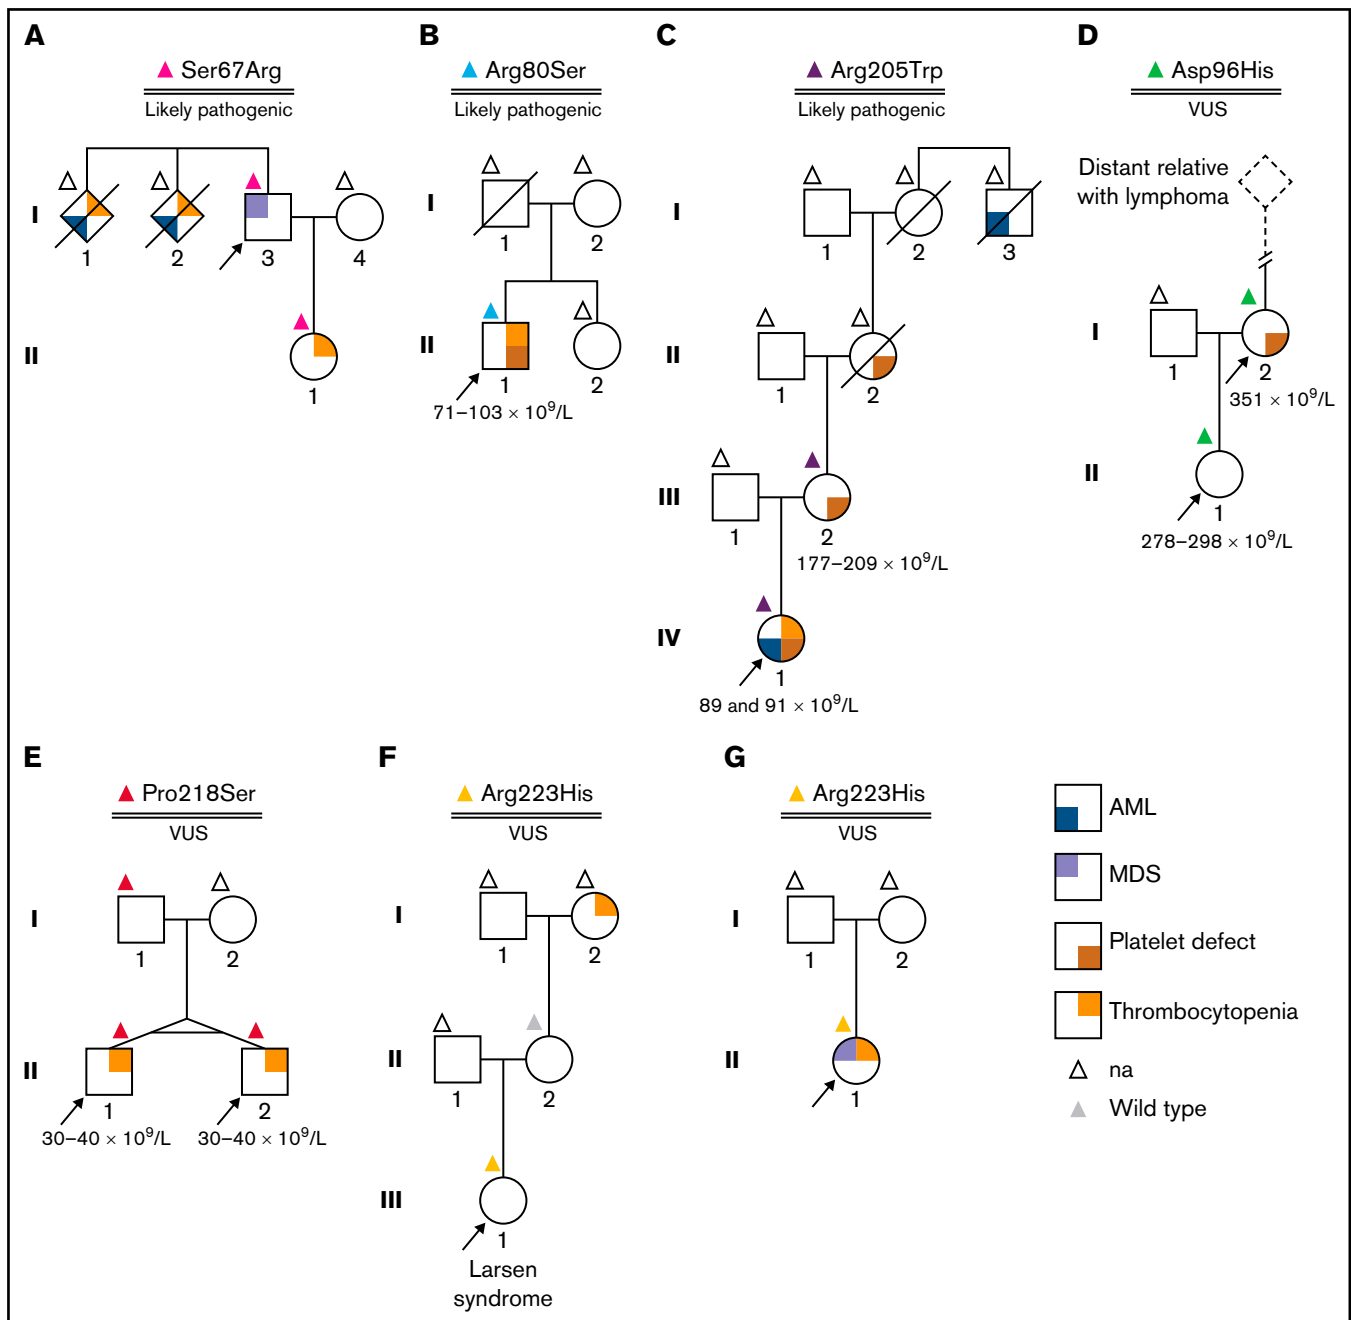 A
Ser67Arg
Likely pathogenic
I
1
2
3
4
II
1
B
Arg80Ser
Likely pathogenic
I
1
2
II
1
2
71–103 × 10⁹/L
C
Arg205Trp
Likely pathogenic
I
1
2
3
II
1
2
III
1
2
177–209 × 10⁹/L
IV
1
89 and 91 × 10⁹/L
D
Asp96His
VUS
Distant relative
with lymphoma
I
1
2
351 × 10⁹/L
II
1
278–298 × 10⁹/L
E
Pro218Ser
VUS
I
1
2
II
1
2
30–40 × 10⁹/L
30–40 × 10⁹/L
F
Arg223His
VUS
I
1
2
II
1
2
III
1
Larsen
syndrome
G
Arg223His
VUS
I
1
2
II
1
AML
MDS
Platelet defect
Thrombocytopenia
na
Wild type